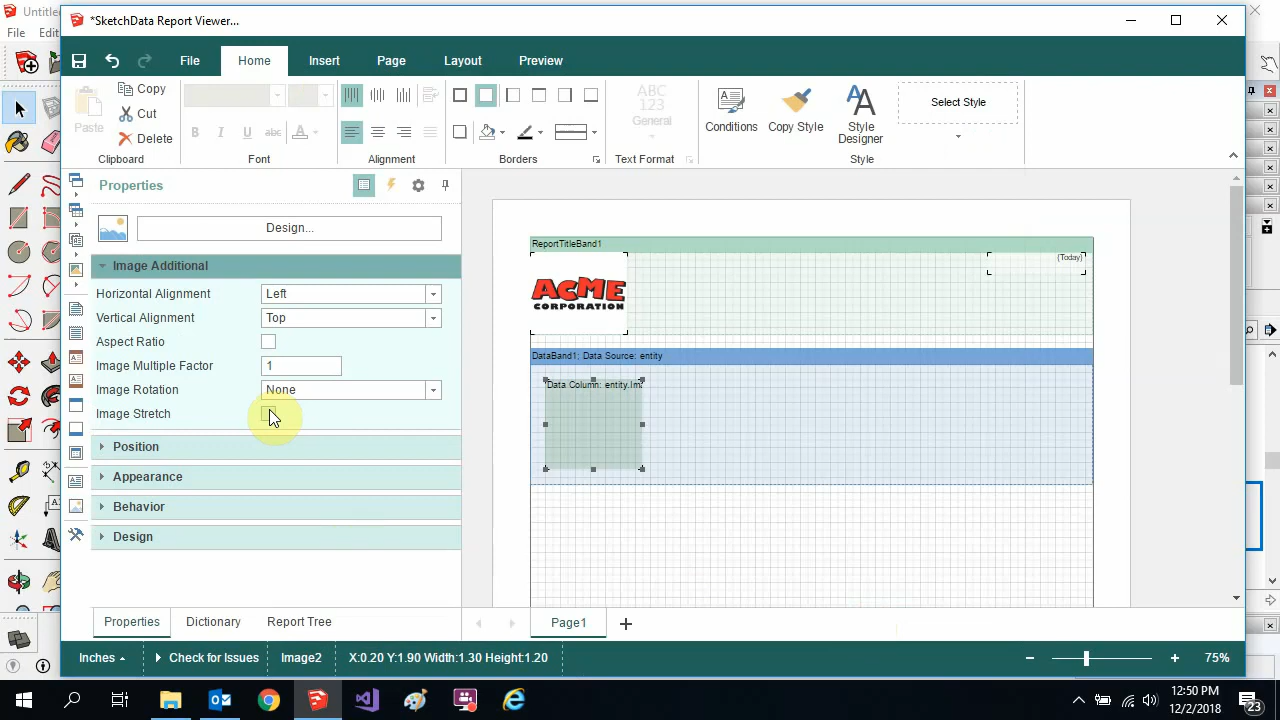 Untitle
*SketchData Report Viewer...
File
Edi
File
Home
Insert
Page
Layout
Preview
Paste
Copy
Cut
Delete
Clipboard
B
I
U
abc
A
Font
Alignment
Borders
ABC
123
General
Text Format
Conditions
Copy Style
Style
Designer
Select Style
Style
Properties
Design...
Image Additional
Horizontal Alignment
Left
Vertical Alignment
Top
Aspect Ratio
Image Multiple Factor
1
Image Rotation
None
Image Stretch
Position
Appearance
Behavior
Design
ReportTitleBand1
ACME
CORPORATION
(Today)
DataBand1; Data Source: entity
Data Column: entity.Im
Properties
Dictionary
Report Tree
Page1
Inches
Check for Issues
Image2
X:0.20 Y:1.90 Width:1.30 Height:1.20
75%
12:50 PM
12/2/2018
23